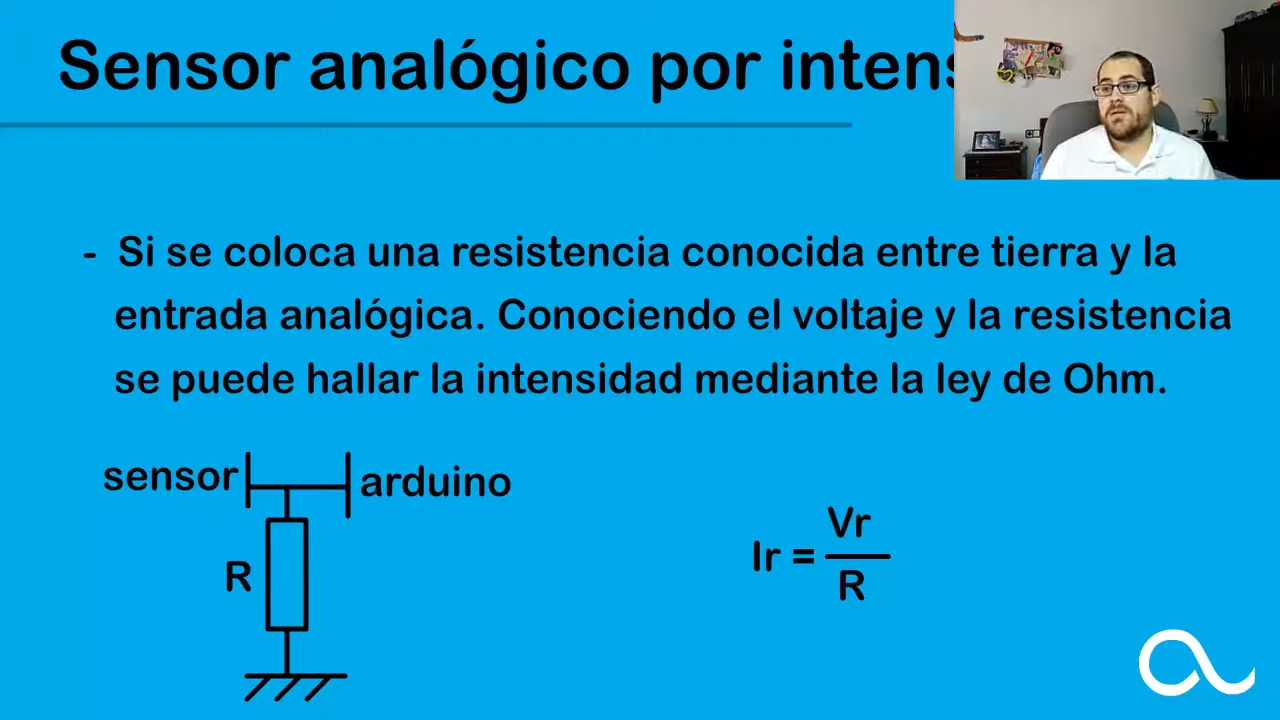 Sensor analógico por intens
- Si se coloca una resistencia conocida entre tierra y la
entrada analógica. Conociendo el voltaje y la resistencia
se puede hallar la intensidad mediante la ley de Ohm.
sensor
arduino
R
Ir =
Vr
R